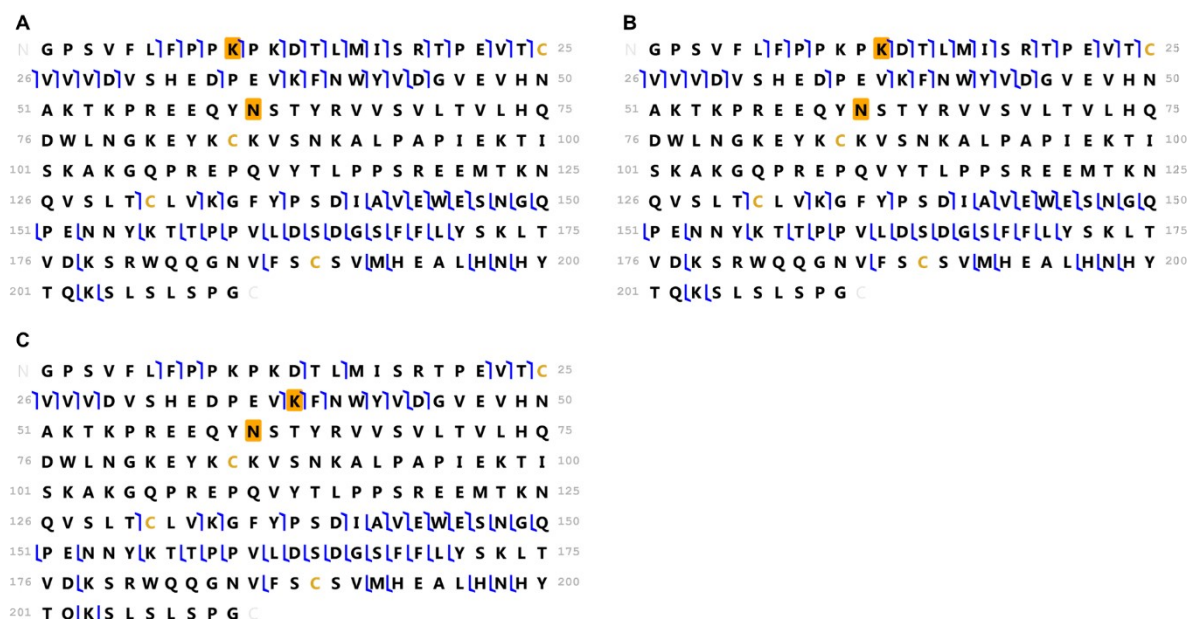 A
N G P S V F L F P P K P K D T L M I S R T P E V T C 25
26 V V V D V S H E D P E V K F N W Y V D G V E V H N 50
51 A K T K P R E E Q Y N S T Y R V V S V L T V L H Q 75
76 D W L N G K E Y K C K V S N K A L P A P I E K T I 100
101 S K A K G Q P R E P Q V Y T L P P S R E E M T K N 125
126 Q V S L T C L V K G F Y P S D I A V E W E S N G Q 150
151 P E N N Y K T T P P V L D S D G S F F L Y S K L T 175
176 V D K S R W Q Q G N V F S C S V M H E A L H N H Y 200
201 T Q K S L S L S P G C
B
N G P S V F L F P P K P K D T L M I S R T P E V T C 25
26 V V V D V S H E D P E V K F N W Y V D G V E V H N 50
51 A K T K P R E E Q Y N S T Y R V V S V L T V L H Q 75
76 D W L N G K E Y K C K V S N K A L P A P I E K T I 100
101 S K A K G Q P R E P Q V Y T L P P S R E E M T K N 125
126 Q V S L T C L V K G F Y P S D I A V E W E S N G Q 150
151 P E N N Y K T T P P V L D S D G S F F L Y S K L T 175
176 V D K S R W Q Q G N V F S C S V M H E A L H N H Y 200
201 T Q K S L S L S P G C
C
N G P S V F L F P P K P K D T L M I S R T P E V T C 25
26 V V V D V S H E D P E V K F N W Y V D G V E V H N 50
51 A K T K P R E E Q Y N S T Y R V V S V L T V L H Q 75
76 D W L N G K E Y K C K V S N K A L P A P I E K T I 100
101 S K A K G Q P R E P Q V Y T L P P S R E E M T K N 125
126 Q V S L T C L V K G F Y P S D I A V E W E S N G Q 150
151 P E N N Y K T T P P V L D S D G S F F L Y S K L T 175
176 V D K S R W Q Q G N V F S C S V M H E A L H N H Y 200
201 T Q K S L S L S P G C